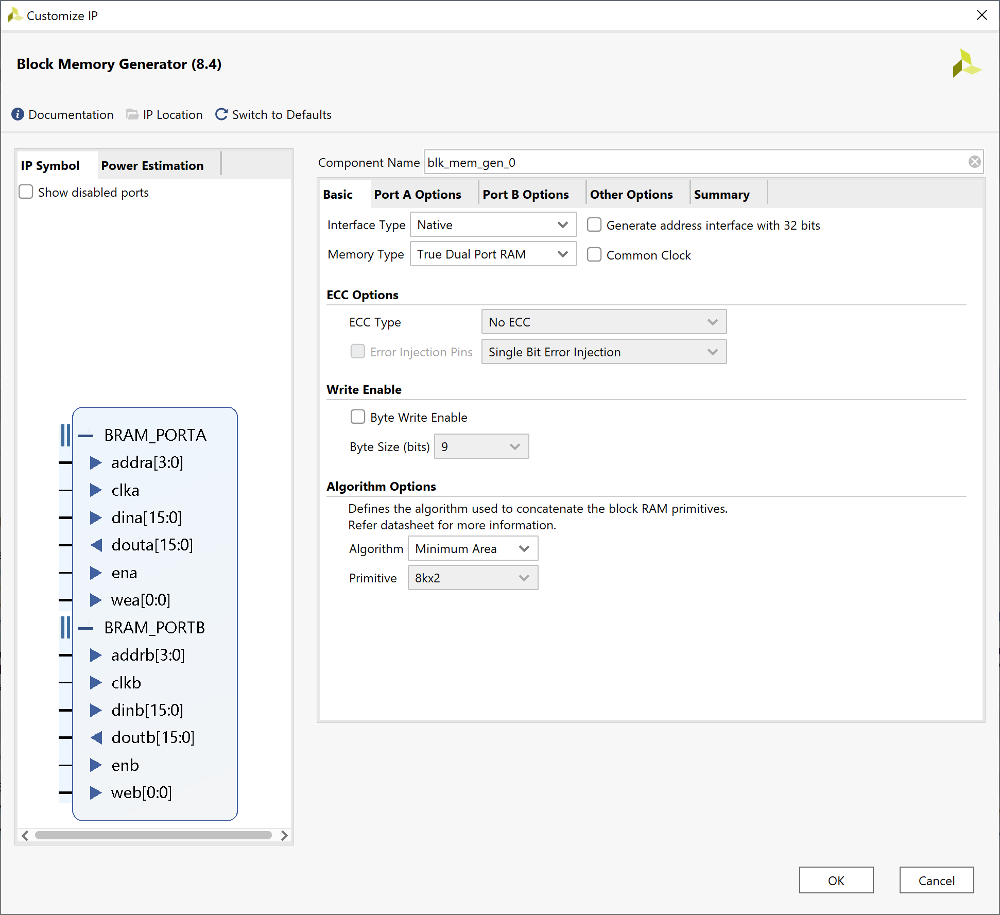 Customize IP
Block Memory Generator (8.4)
Documentation IP Location Switch to Defaults
IP Symbol Power Estimation
Show disabled ports
BRAM_PORTA
addra[3:0]
clka
dina[15:0]
douta[15:0]
ena
wea[0:0]
BRAM_PORTB
addrb[3:0]
clkb
dinb[15:0]
doutb[15:0]
enb
web[0:0]
Component Name blk_mem_gen_0
Basic Port A Options Port B Options Other Options Summary
Interface Type Native Generate address interface with 32 bits
Memory Type True Dual Port RAM Common Clock
ECC Options
ECC Type No ECC
Error Injection Pins Single Bit Error Injection
Write Enable
Byte Write Enable
Byte Size (bits) 9
Algorithm Options
Defines the algorithm used to concatenate the block RAM primitives.
Refer datasheet for more information.
Algorithm Minimum Area
Primitive 8kx2
OK Cancel